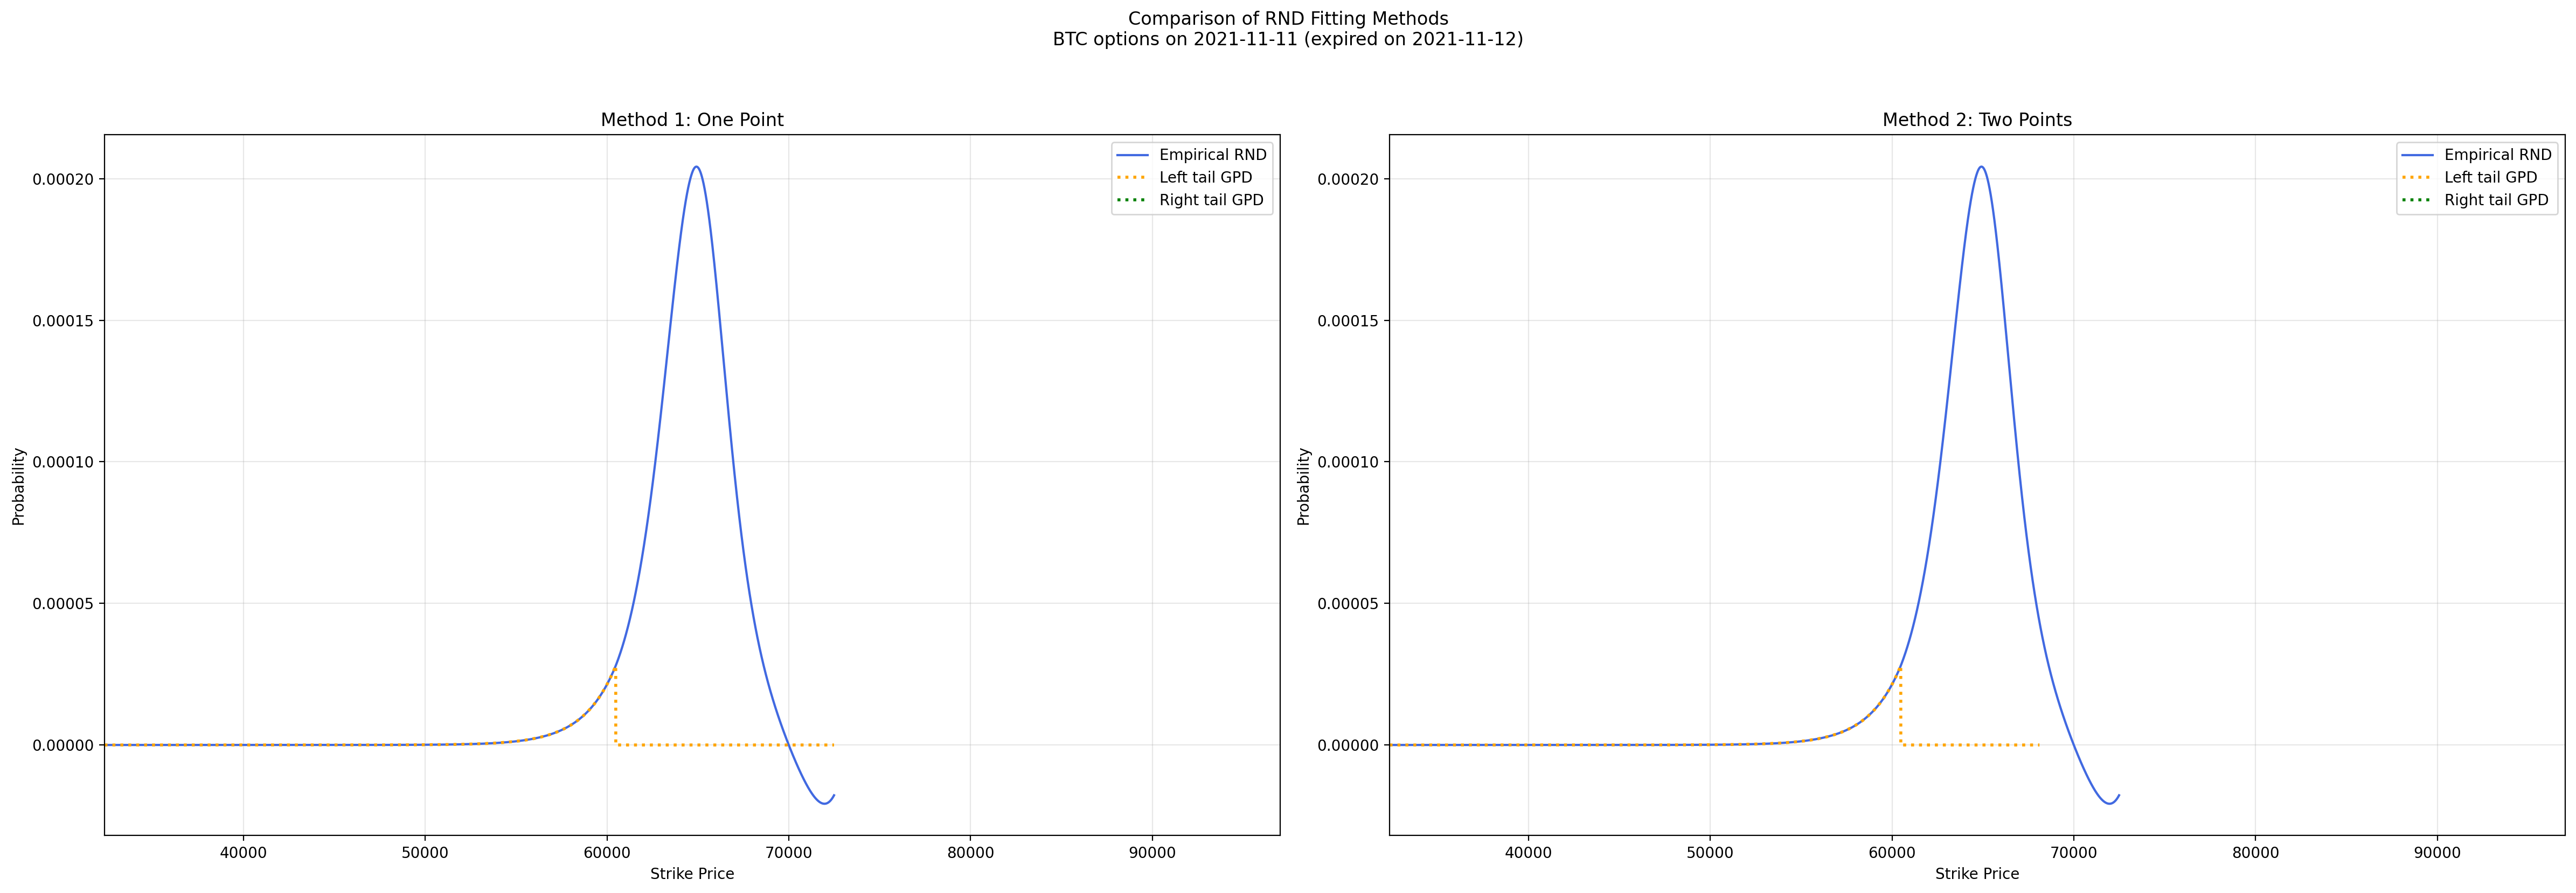 Comparison of RND Fitting Methods
BTC options on 2021-11-11 (expired on 2021-11-12)
Method 1: One Point
Empirical RND
Left tail GPD
Right tail GPD
0.00020
0.00015
0.00010
0.00005
0.00000
Probability
40000
50000
60000
70000
80000
90000
Strike Price
Method 2: Two Points
Empirical RND
Left tail GPD
Right tail GPD
0.00020
0.00015
0.00010
0.00005
0.00000
Probability
40000
50000
60000
70000
80000
90000
Strike Price